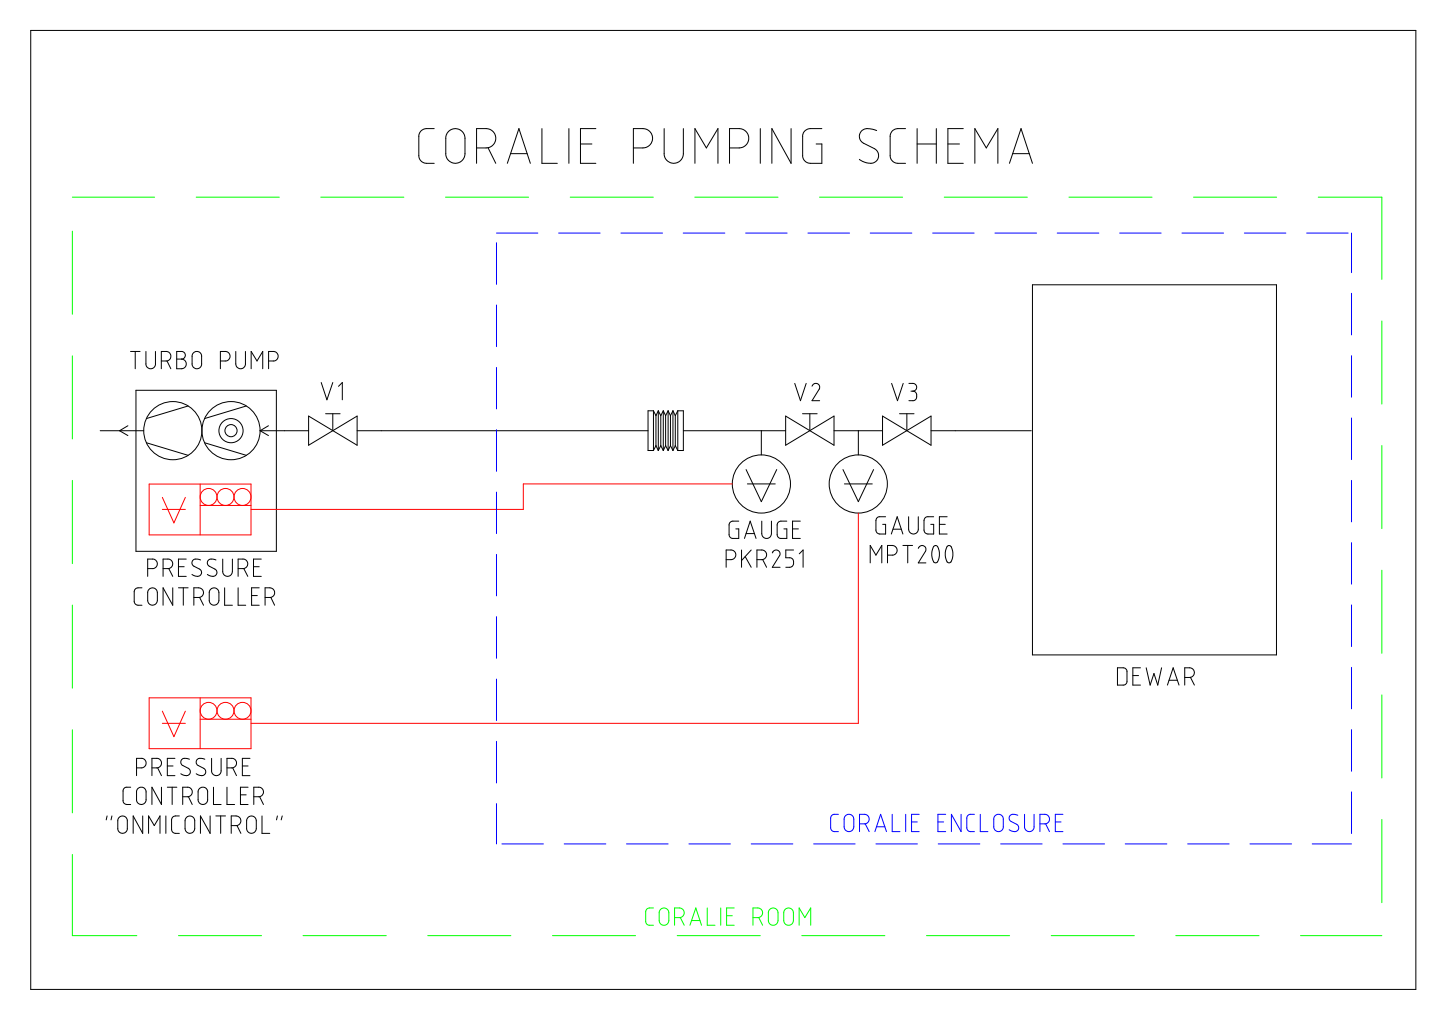 CORALIE PUMPING SCHEMA
TURBO PUMP
V1
V2
V3
GAUGE
PKR251
GAUGE
MPT200
PRESSURE
CONTROLLER
DEWAR
PRESSURE
CONTROLLER
"ONMICONTROL"
CORALIE ENCLOSURE
CORALIE ROOM